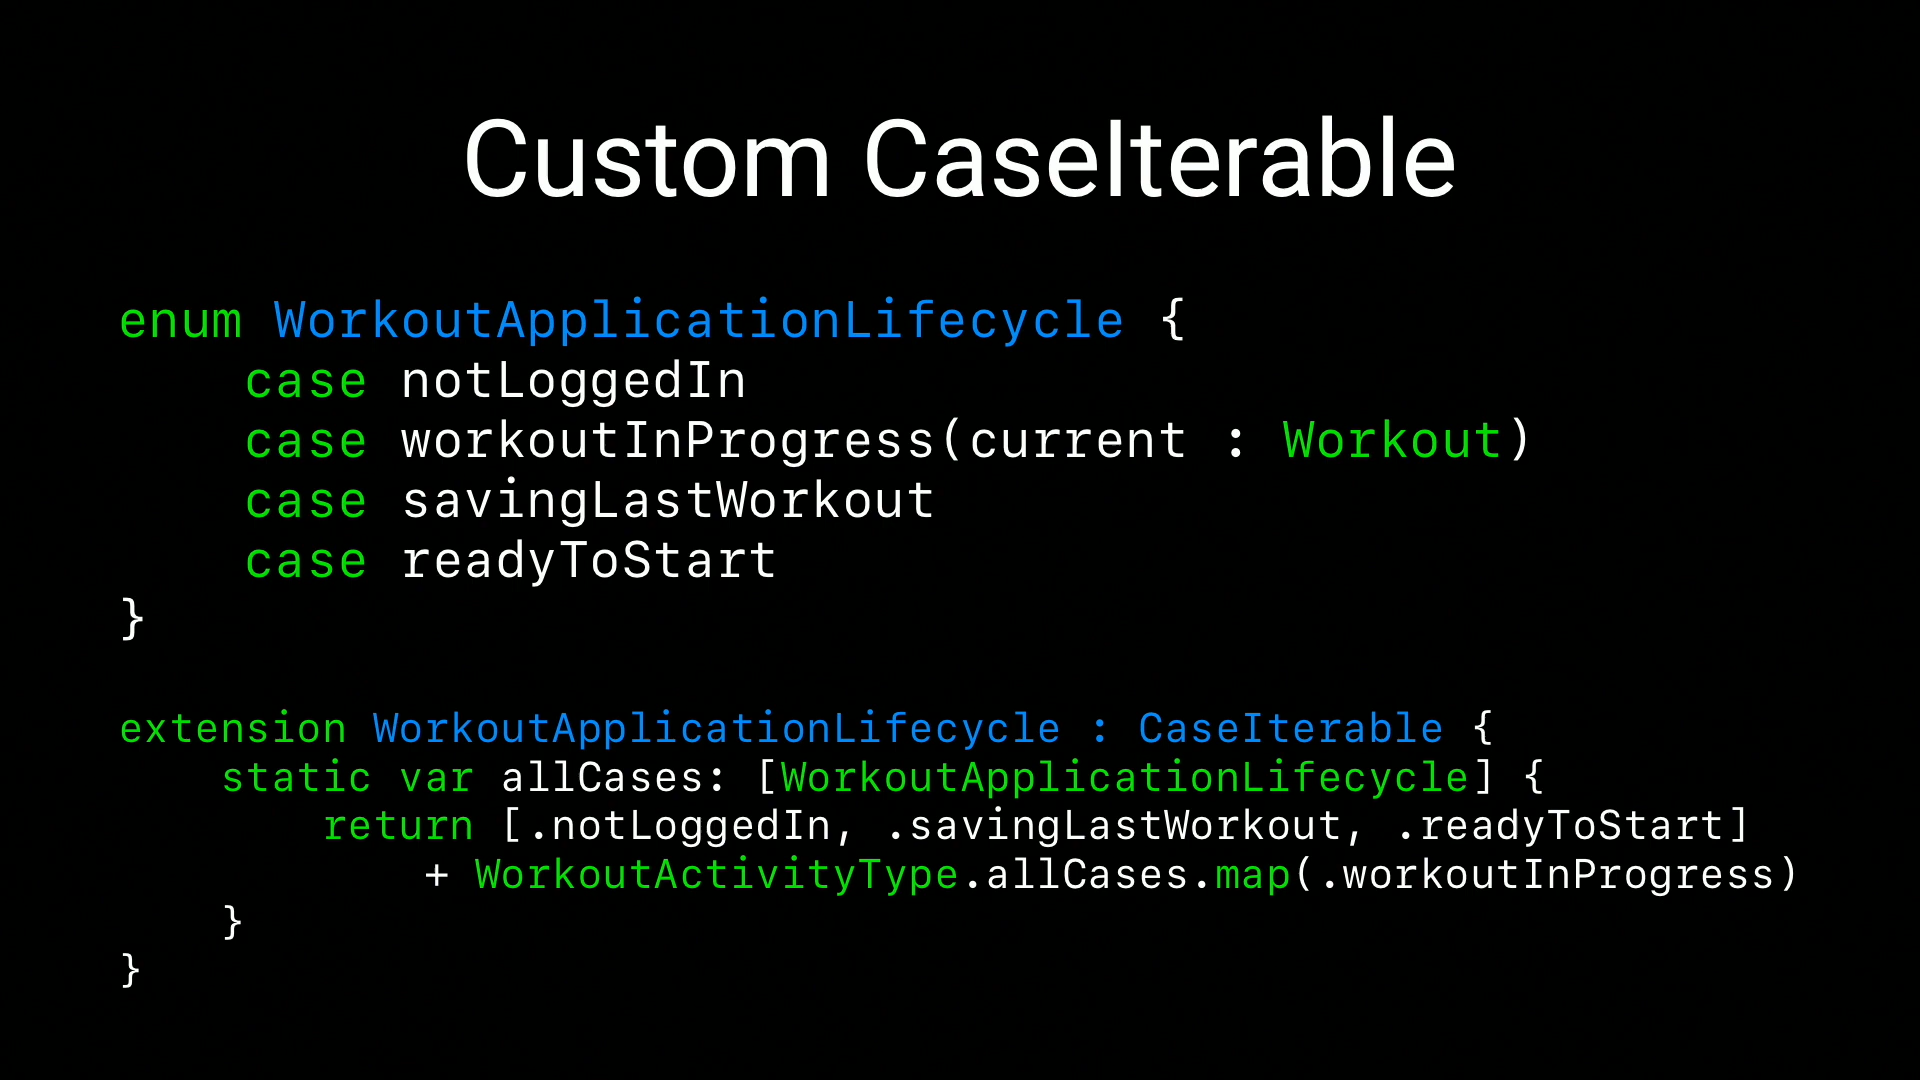 Custom CaseIterable
enum WorkoutApplicationLifecycle {
    case notLoggedIn
    case workoutInProgress(current : Workout)
    case savingLastWorkout
    case readyToStart
}
extension WorkoutApplicationLifecycle : CaseIterable {
    static var allCases: [WorkoutApplicationLifecycle] {
        return [.notLoggedIn, .savingLastWorkout, .readyToStart]
            + WorkoutActivityType.allCases.map(.workoutInProgress)
    }
}